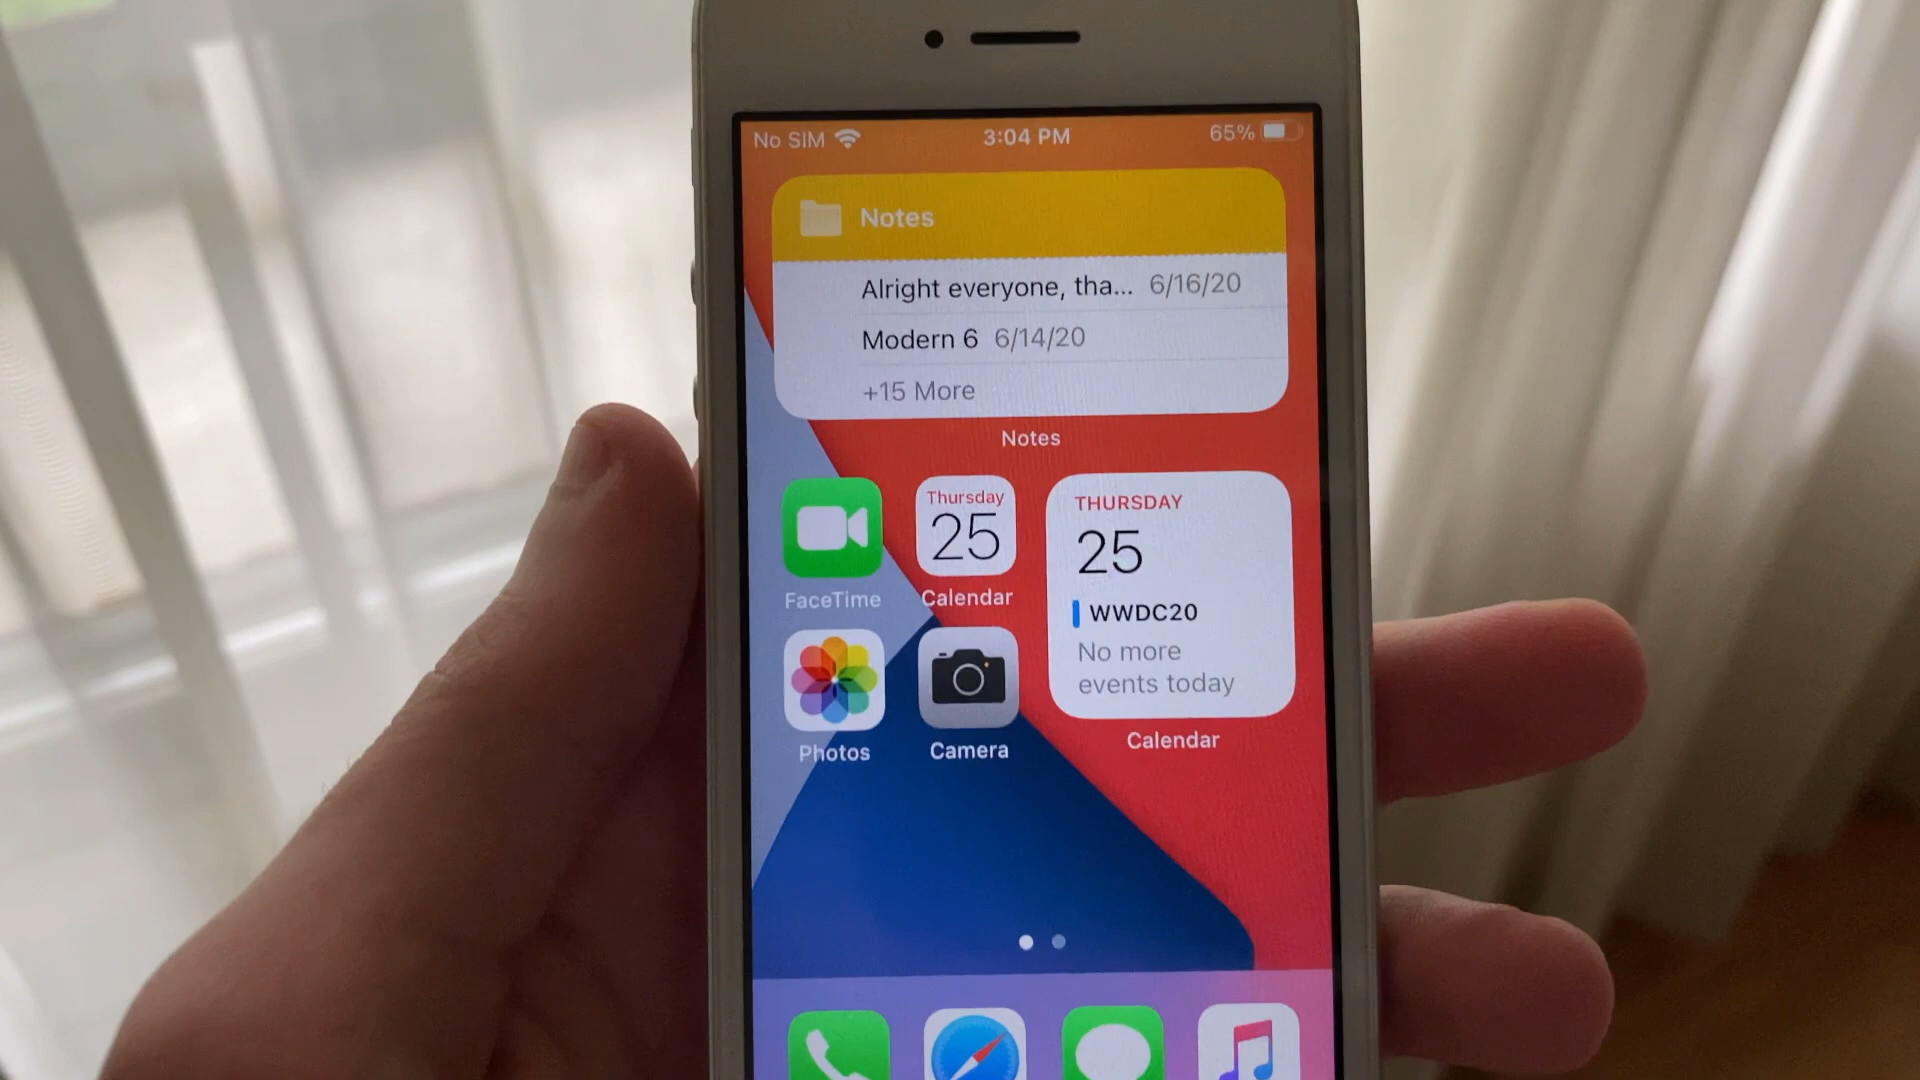 No SIM 3:04 PM 65%
Notes
Alright everyone, tha... 6/16/20
Modern 6 6/14/20
+15 More
Notes
Thursday
25
FaceTime
Calendar
Photos
Camera
THURSDAY
25
WWDC20
No more
events today
Calendar